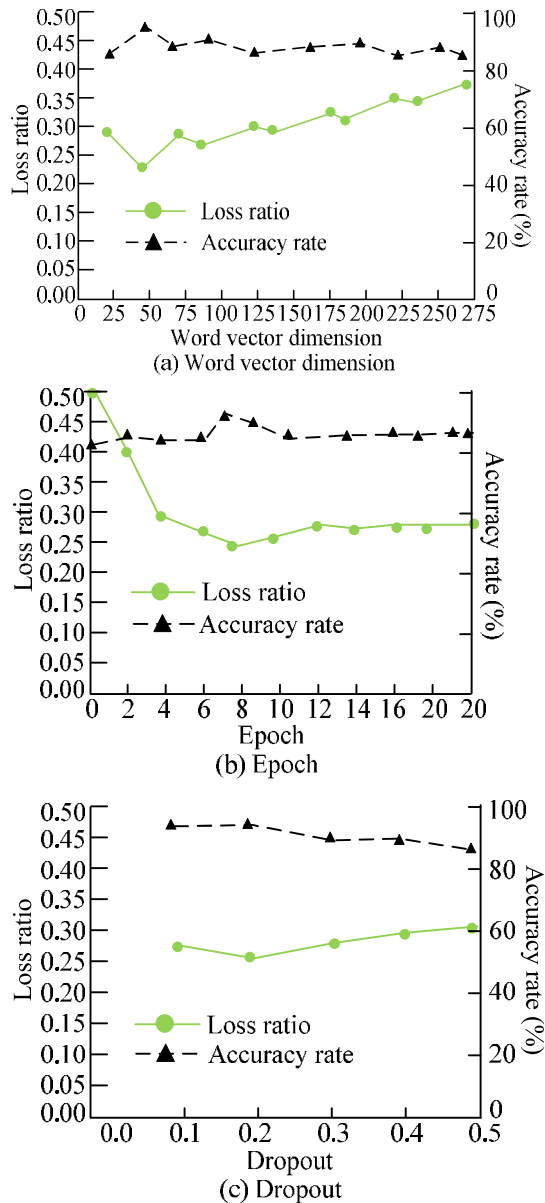 0.50
0.45
0.40
0.35
0.30
0.25
0.20
0.15
0.10
0.05
0.00
Loss ratio
100
80
60
40
20
0
Accuracy rate (%)
Loss ratio
Accuracy rate
0 25 50 75 100 125 150 175 200 225 250 275
Word vector dimension
(a) Word vector dimension
0.50
0.45
0.40
0.30
0.25
0.20
0.15
0.10
0.05
0.00
Loss ratio
Accuracy rate (%)
Loss ratio
Accuracy rate
0 2 4 6 8 10 12 14 16 20 20
Epoch
(b) Epoch
0.50
0.45
0.40
0.30
0.25
0.20
0.15
0.10
0.05
0.00
Loss ratio
100
80
60
40
20
0
Accuracy rate (%)
Loss ratio
Accuracy rate
0.0 0.1 0.2 0.3 0.4 0.5
Dropout
(c) Dropout